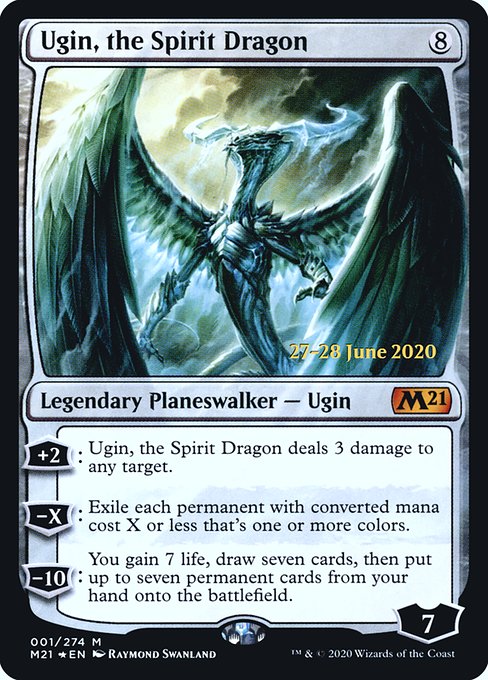 Ugin, the Spirit Dragon 8
27–28 June 2020
Legendary Planeswalker — Ugin M21
+2: Ugin, the Spirit Dragon deals 3 damage to
any target.
−X: Exile each permanent with converted mana
cost X or less that's one or more colors.
−10: You gain 7 life, draw seven cards, then put
up to seven permanent cards from your
hand onto the battlefield.
7
001/274 M
M21 ★ EN Raymond Swanland ™ & © 2020 Wizards of the Coast